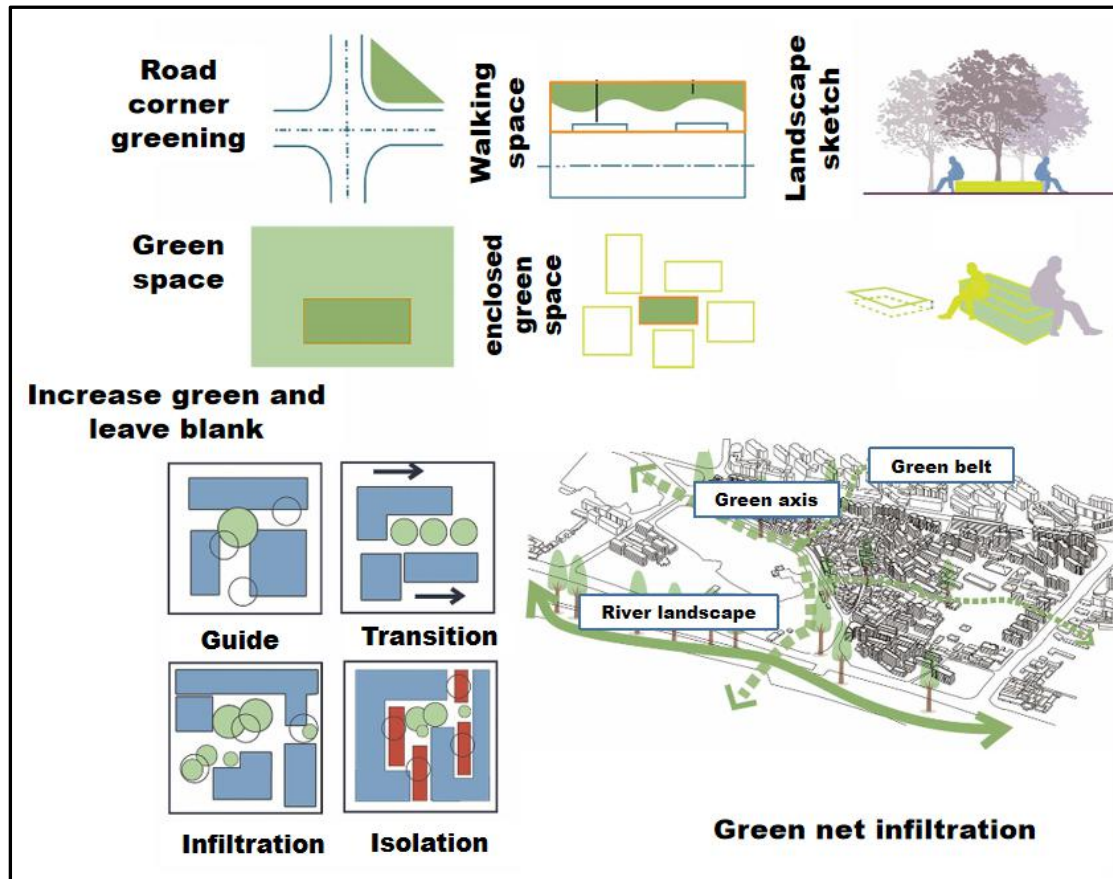 Road
corner
greening
Walking
space
Landscape
sketch
Green
space
enclosed
green
space
Increase green and
leave blank
Green belt
Green axis
River landscape
Guide
Transition
Infiltration
Isolation
Green net infiltration